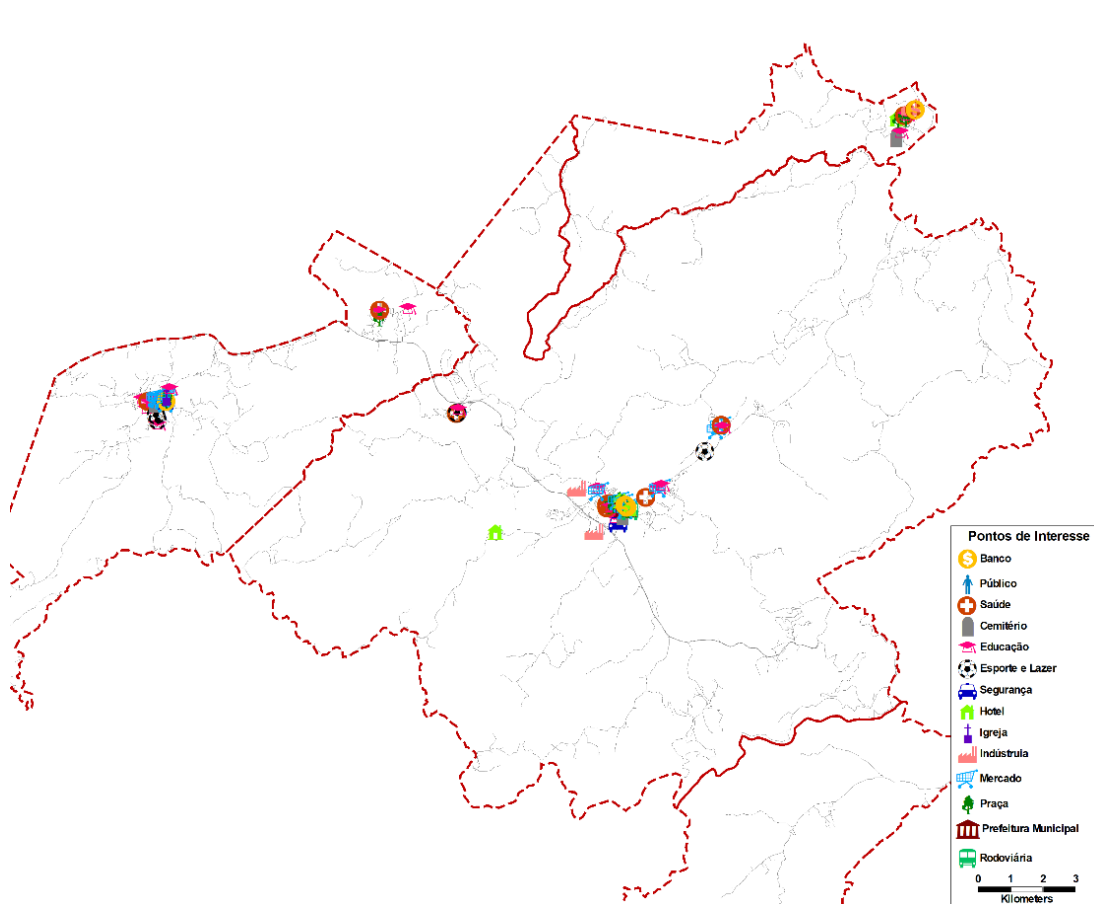 Pontos de Interesse
Banco
Público
Saúde
Cemitério
Educação
Esporte e Lazer
Segurança
Hotel
Igreja
Indústrula
Mercado
Praça
Prefeitura Municipal
Rodoviária
0 1 2 3
Kilometers